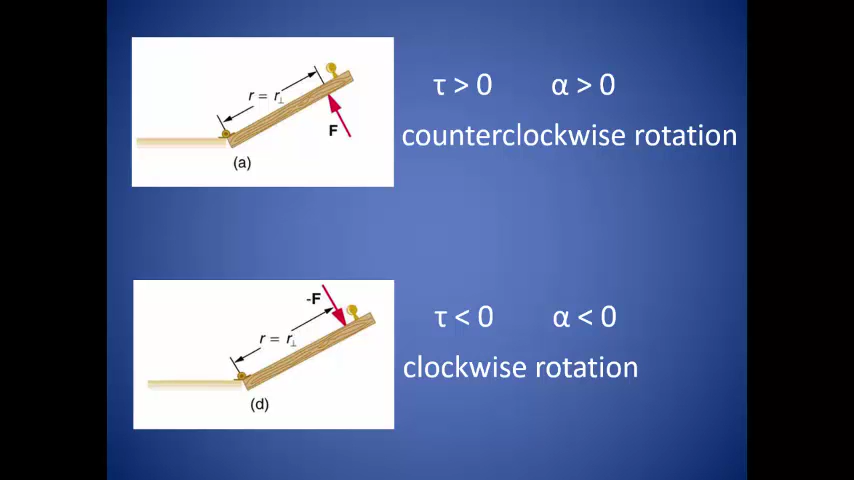 r = r⊥
F
(a)
τ > 0 α > 0
counterclockwise rotation
-F
r = r⊥
(d)
τ < 0 α < 0
clockwise rotation